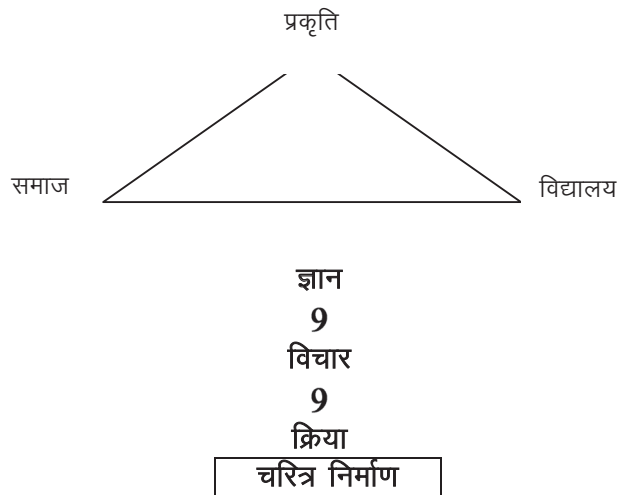 प्रकृति
समाज
विद्यालय
ज्ञान
9
विचार
9
क्रिया
चरित्र निर्माण